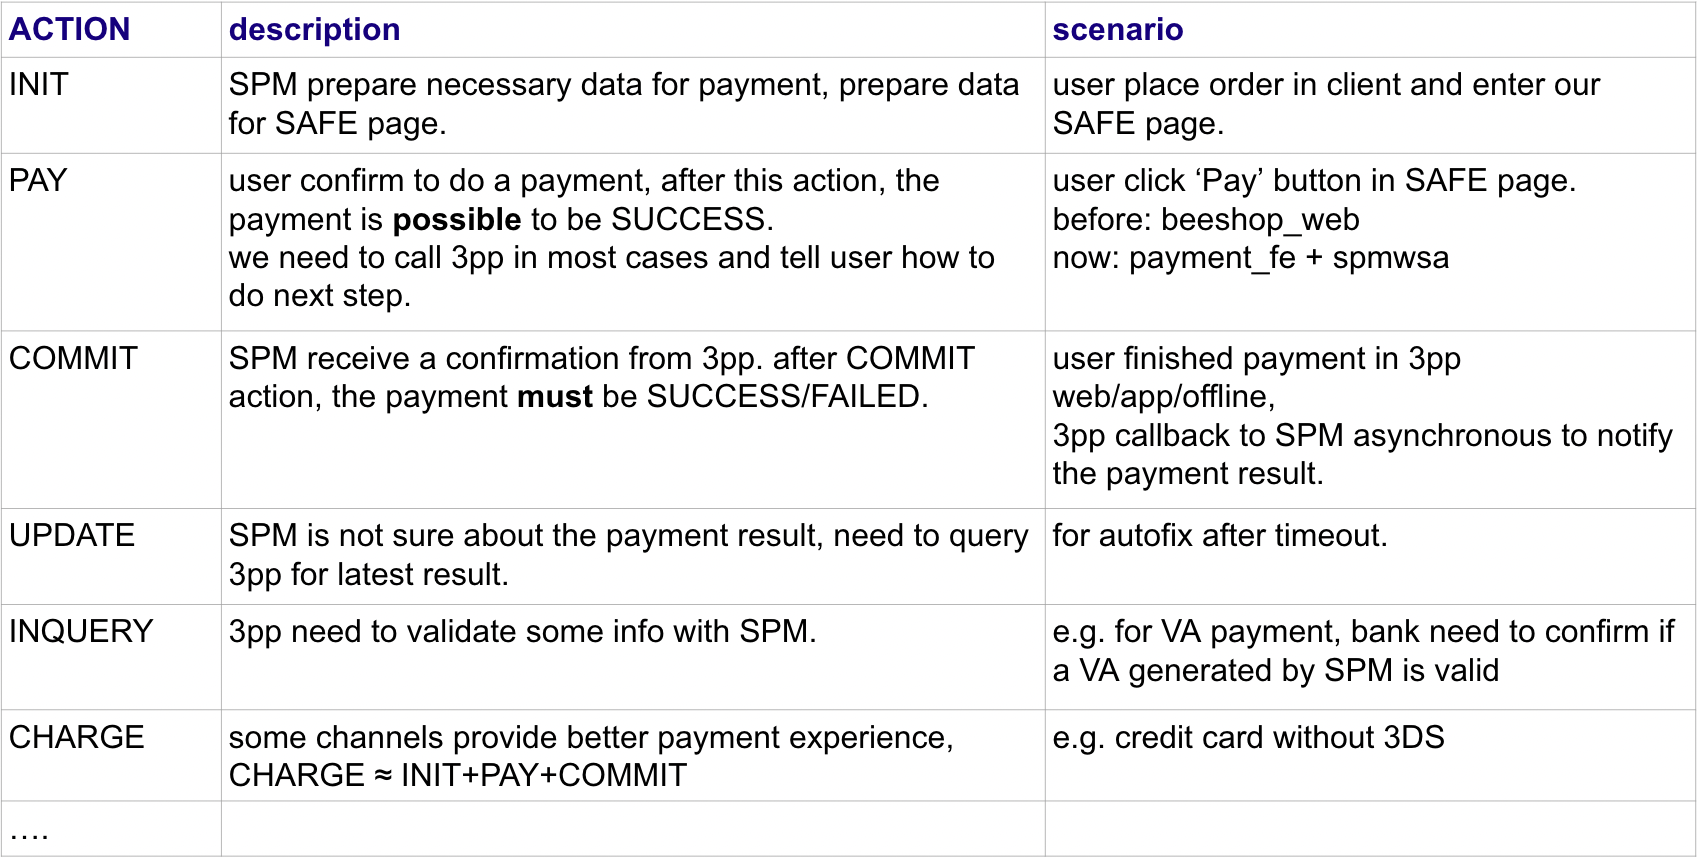 ACTION
description
scenario
INIT
SPM prepare necessary data for payment, prepare data
for SAFE page.
user place order in client and enter our
SAFE page.
PAY
user confirm to do a payment, after this action, the
payment is possible to be SUCCESS.
we need to call 3pp in most cases and tell user how to
do next step.
user click ‘Pay’ button in SAFE page.
before: beeshop_web
now: payment_fe + spmwsa
COMMIT
SPM receive a confirmation from 3pp. after COMMIT
action, the payment must be SUCCESS/FAILED.
user finished payment in 3pp
web/app/offline,
3pp callback to SPM asynchronous to notify
the payment result.
UPDATE
SPM is not sure about the payment result, need to query
3pp for latest result.
for autofix after timeout.
INQUERY
3pp need to validate some info with SPM.
e.g. for VA payment, bank need to confirm if
a VA generated by SPM is valid
CHARGE
some channels provide better payment experience,
CHARGE ≈ INIT+PAY+COMMIT
e.g. credit card without 3DS
….